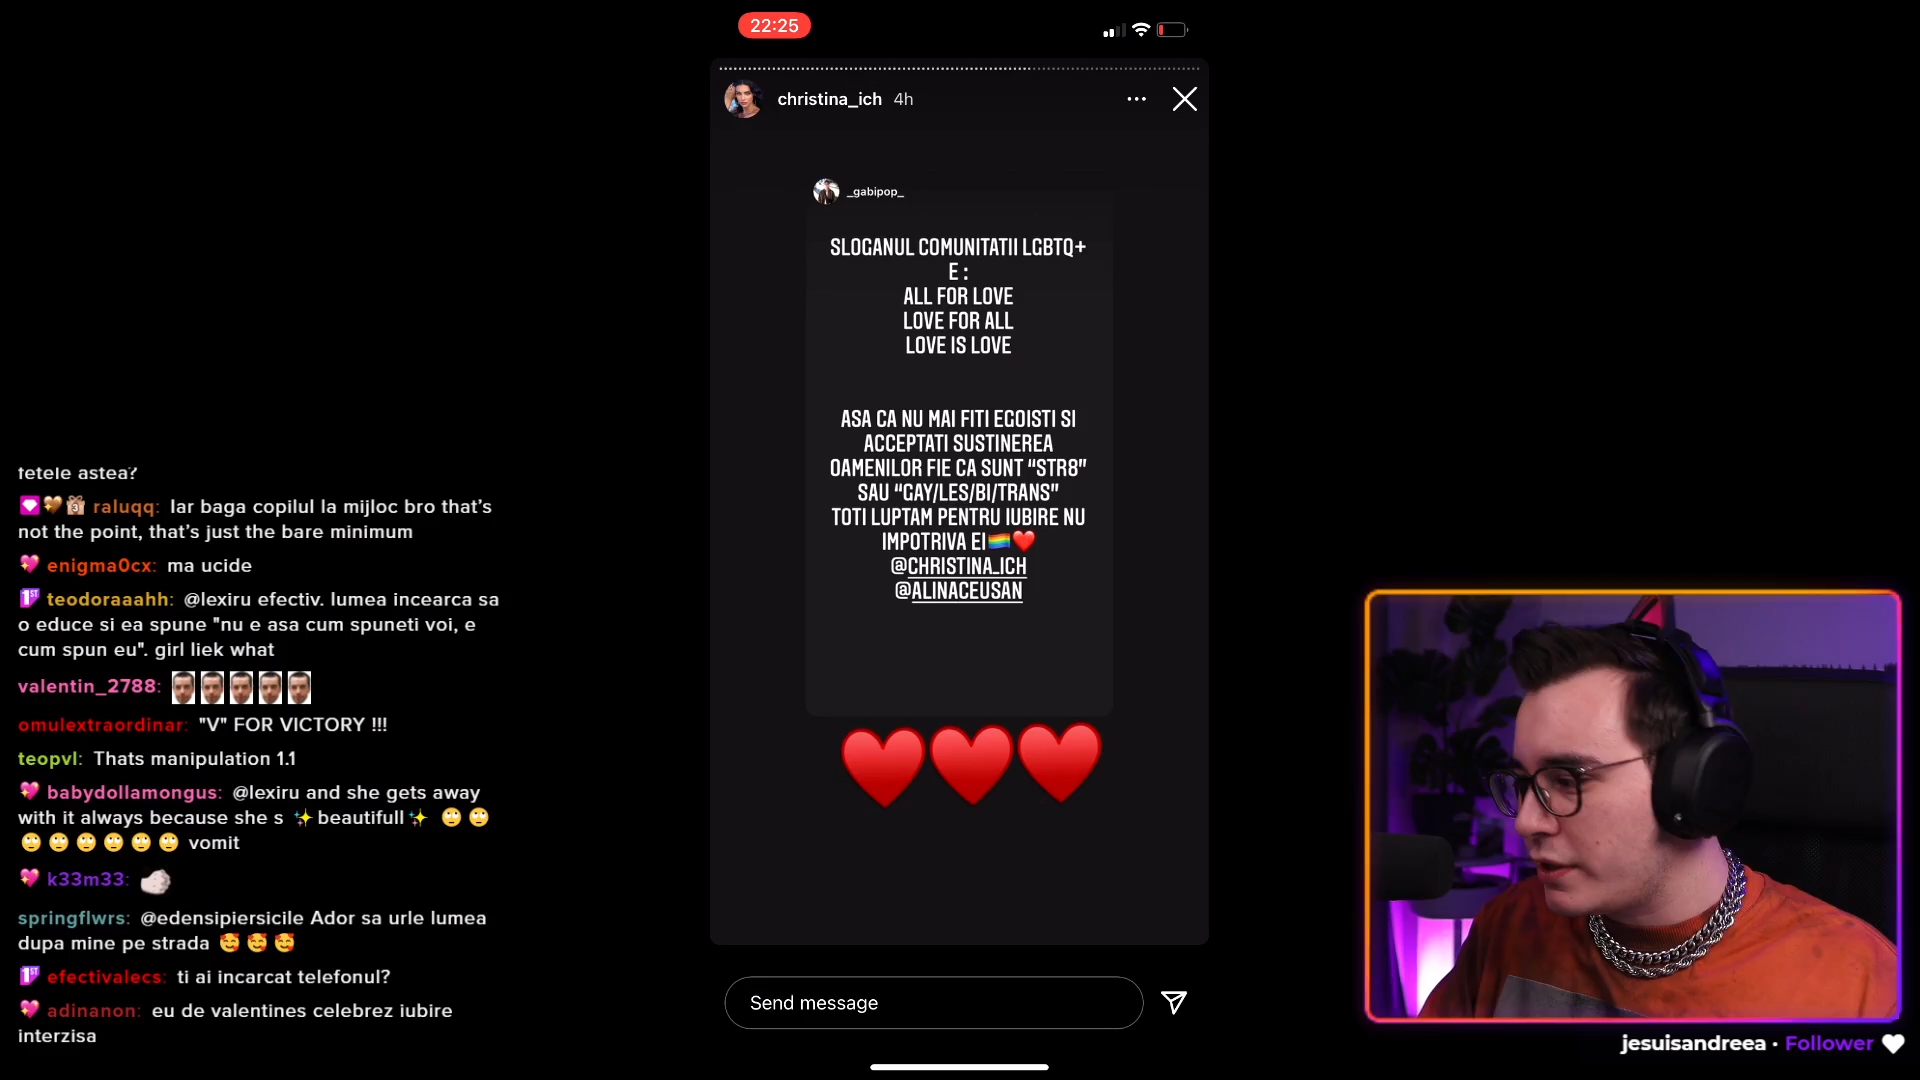 22:25
christina_ich 4h
_gabipop_
SLOGANUL COMUNITATII LGBTQ+
E :
ALL FOR LOVE
LOVE FOR ALL
LOVE IS LOVE
ASA CA NU MAI FITI EGOISTI SI
ACCEPTATI SUSTINEREA
OAMENILOR FIE CA SUNT “STR8”
SAU “GAY/LES/BI/TRANS”
TOTI LUPTAM PENTRU IUBIRE NU
IMPOTRIVA EI🏳️‍🌈❤️
@CHRISTINA_ICH
@ALINACEUSAN
Send message
fetele astea?
raluqq: Iar baga copilul la mijloc bro that’s
not the point, that’s just the bare minimum
enigma0cx: ma ucide
1ST teodoraaahh: @lexiru efectiv. lumea incearca sa
o educe si ea spune "nu e asa cum spuneti voi, e
cum spun eu". girl liek what
valentin_2788:
omulextraordinar: "V" FOR VICTORY !!!
teopvl: Thats manipulation 1.1
babydollamongus: @lexiru and she gets away
with it always because she s ✨beautifull✨ 🙄🙄
🙄🙄🙄🙄🙄🙄 vomit
k33m33:
springflwrs: @edensipiersicile Ador sa urle lumea
dupa mine pe strada 🥰🥰🥰
1ST efectivalecs: ti ai incarcat telefonul?
adinanon: eu de valentines celebrez iubire
interzisa
jesuisandreea • Follower